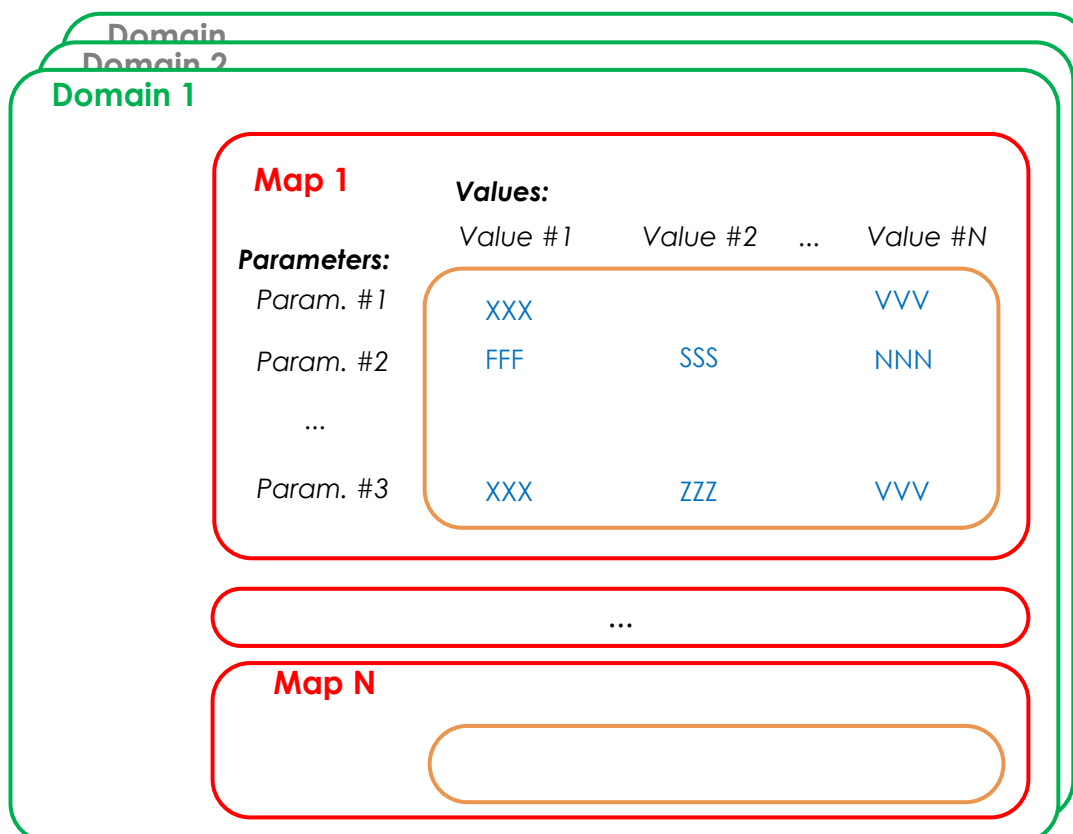 Domain
Domain 2
Domain 1
Map 1
Values:
Value #1 Value #2 ... Value #N
Parameters:
Param. #1 XXX VVV
Param. #2 FFF SSS NNN
...
Param. #3 XXX ZZZ VVV
...
Map N